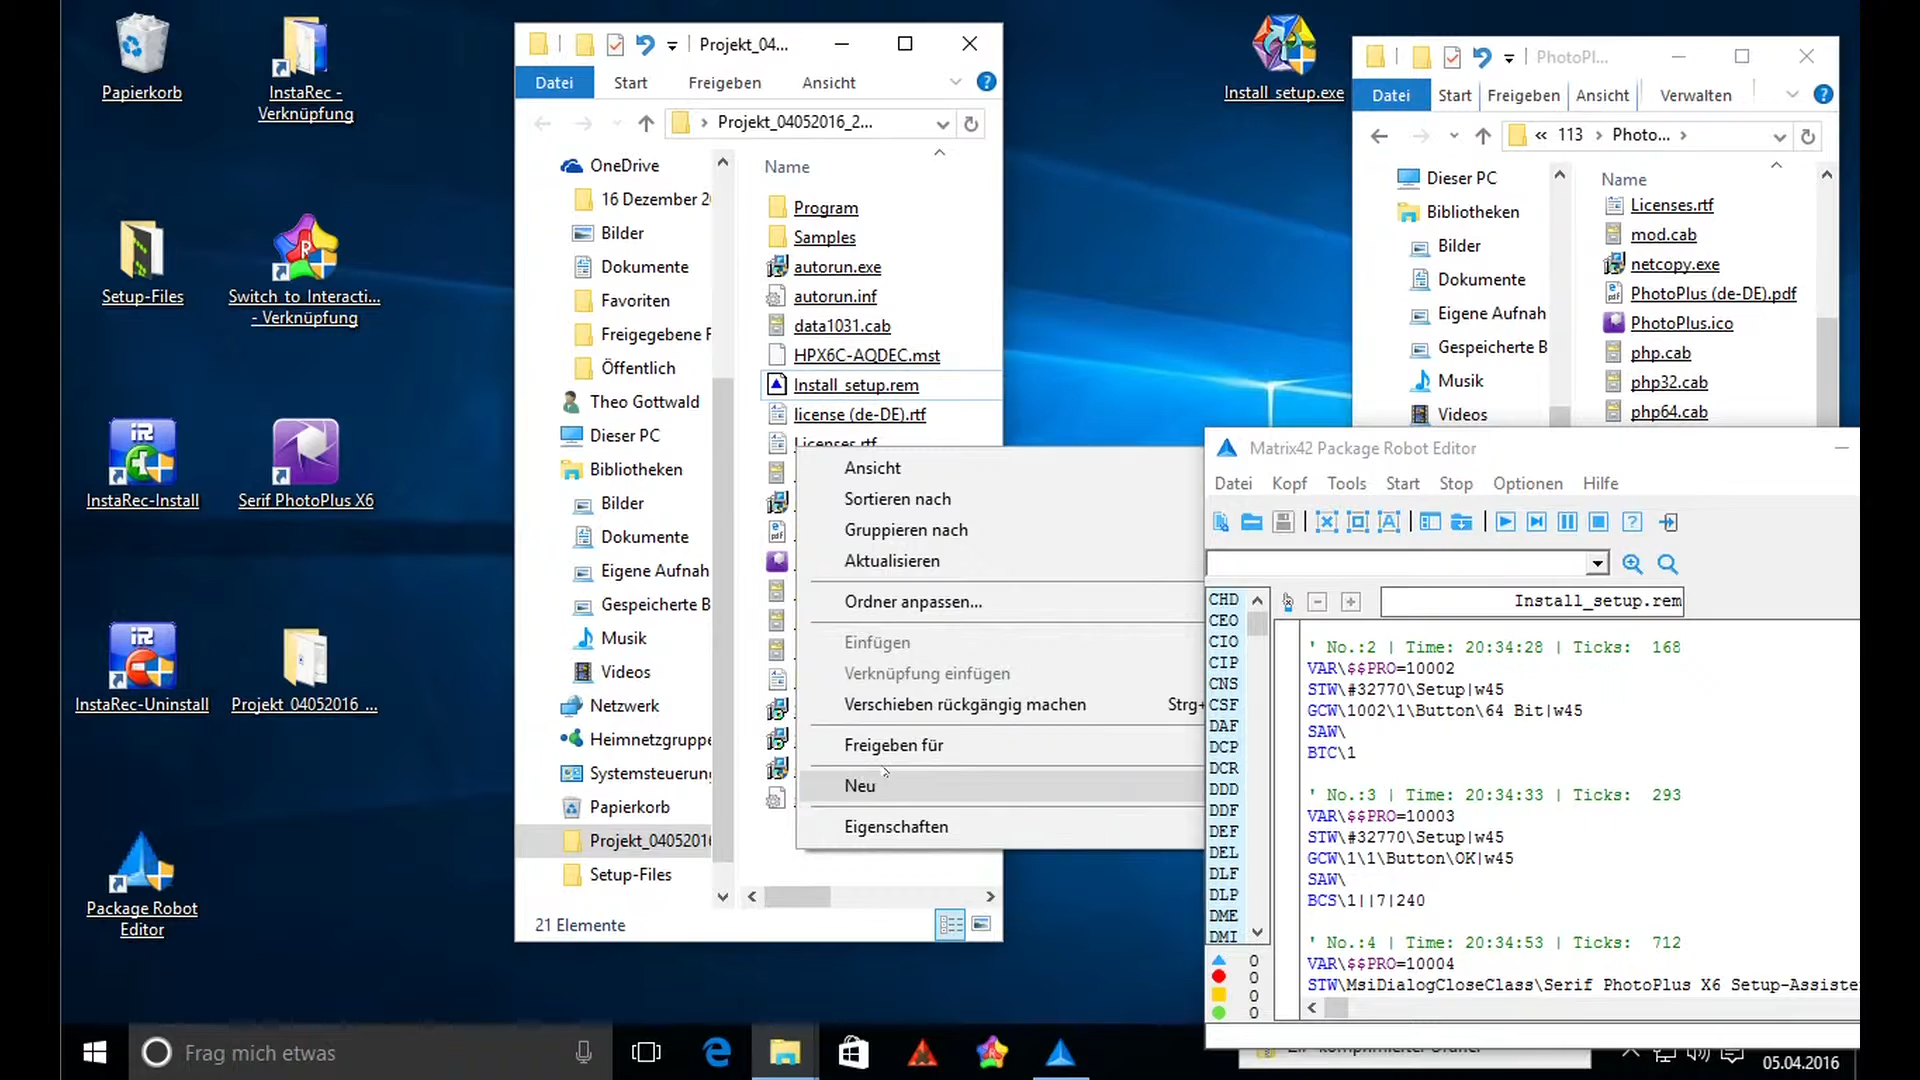 Papierkorb
InstaRec -
Verknüpfung
Setup-Files
Switch to Interacti...
- Verknüpfung
InstaRec-Install
Serif PhotoPlus X6
InstaRec-Uninstall
Projekt_04052016_...
Package Robot
Editor
Projekt_04...
Datei
Start
Freigeben
Ansicht
Projekt_04052016_2...
OneDrive
16 Dezember 2
Bilder
Dokumente
Favoriten
Freigegebene F
Öffentlich
Theo Gottwald
Dieser PC
Bibliotheken
Bilder
Dokumente
Eigene Aufnah
Gespeicherte B
Musik
Videos
Netzwerk
Heimnetzgruppe
Systemsteuerung
Papierkorb
Projekt_0405201
Setup-Files
Name
Program
Samples
autorun.exe
autorun.inf
data1031.cab
HPX6C-AQDEC.mst
Install_setup.rem
license (de-DE).rtf
Licenses.rtf
21 Elemente
Ansicht
Sortieren nach
Gruppieren nach
Aktualisieren
Ordner anpassen...
Einfügen
Verknüpfung einfügen
Verschieben rückgängig machen Strg+
Freigeben für
Neu
Eigenschaften
Install_setup.exe
PhotoPl...
Datei
Start
Freigeben
Ansicht
Verwalten
« 113 > Photo... >
Dieser PC
Bibliotheken
Bilder
Dokumente
Eigene Aufnah
Gespeicherte B
Musik
Videos
Name
Licenses.rtf
mod.cab
netcopy.exe
PhotoPlus (de-DE).pdf
PhotoPlus.ico
php.cab
php32.cab
php64.cab
Matrix42 Package Robot Editor
Datei Kopf Tools Start Stop Optionen Hilfe
Install_setup.rem
CHD
CEO
CIO
CIP
CNS
CSF
DAF
DCP
DCR
DDD
DDF
DEF
DEL
DLF
DLP
DME
DMI
0
0
0
0
' No.:2 | Time: 20:34:28 | Ticks: 168
VAR\$$PRO=10002
STW\#32770\Setup|w45
GCW\1002\1\Button\64 Bit|w45
SAW\
BTC\1
' No.:3 | Time: 20:34:33 | Ticks: 293
VAR\$$PRO=10003
STW\#32770\Setup|w45
GCW\1\1\Button\OK|w45
SAW\
BCS\1||7|240
' No.:4 | Time: 20:34:53 | Ticks: 712
VAR\$$PRO=10004
STW\MsiDialogCloseClass\Serif PhotoPlus X6 Setup-Assiste
Frag mich etwas
05.04.2016